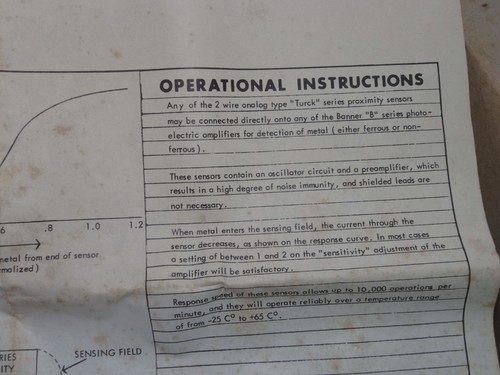 OPERATIONAL INSTRUCTIONS
Any of the 2 wire analog type "Turck" series proximity sensors
may be connected directly onto any of the Banner "B" series photo-
electric amplifiers for detection of metal ( either ferrous or non-
ferrous ).
These sensors contain an oscillator circuit and a preamplifier, which
results in a high degree of noise immunity, and shielded leads are
not necessary.
When metal enters the sensing field, the current through the
sensor decreases, as shown on the response curve. In most cases
a setting of between 1 and 2 on the "sensitivity" adjustment of the
amplifier will be satisfactory.
Response speed of these sensors allows up to 10,000 operations per
minute, and they will operate reliably over a temperature range
of from -25 C° to +65 C°.
6 .8 1.0 1.2
metal from end of sensor
malized )
RIES
ITY
SENSING FIELD